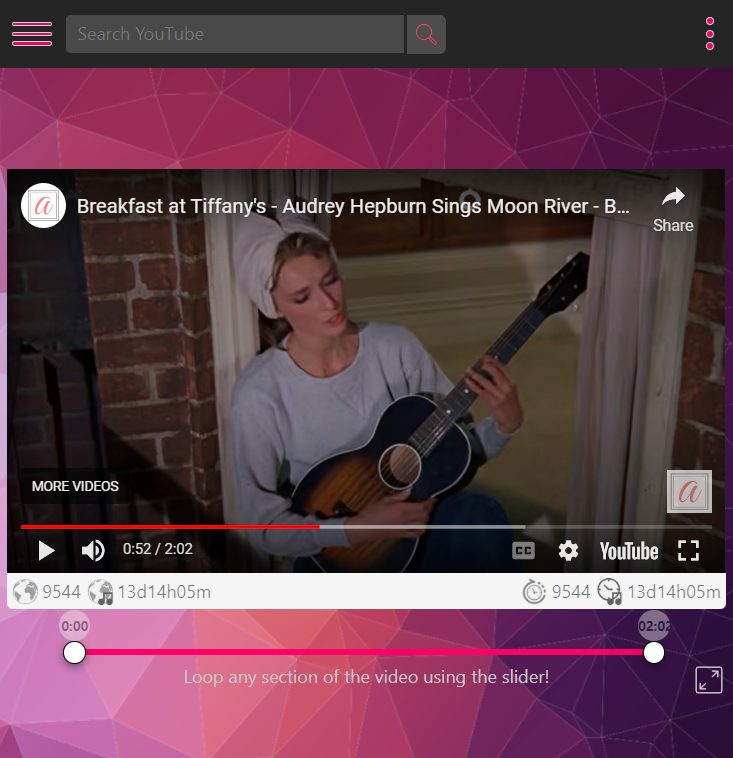 Search YouTube
a
Breakfast at Tiffany's - Audrey Hepburn Sings Moon River - B...
Share
MORE VIDEOS
a
0:52 / 2:02
CC
YouTube
9544 13d14h05m
9544 13d14h05m
0:00
02:02
Loop any section of the video using the slider!